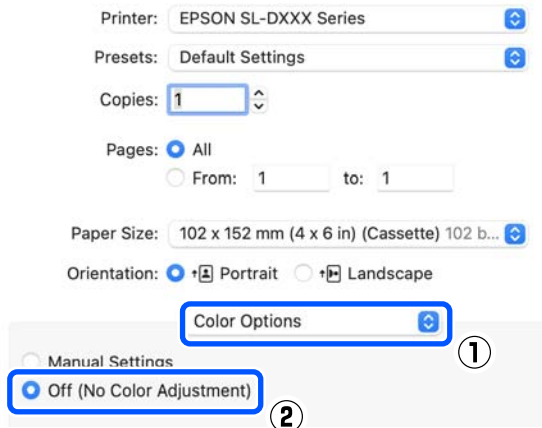 Printer: EPSON SL-DXXX Series
Presets: Default Settings
Copies: 1
Pages: All
From: 1 to: 1
Paper Size: 102 x 152 mm (4 x 6 in) (Cassette) 102 b...
Orientation: Portrait Landscape
Color Options
①
Manual Settings
Off (No Color Adjustment)
②